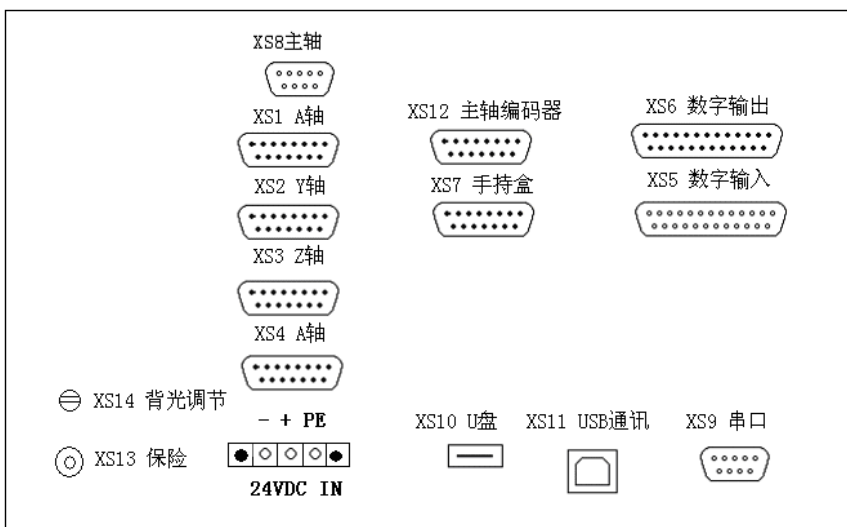 XS8主轴
XS1 A轴
XS12 主轴编码器
XS6 数字输出
XS2 Y轴
XS7 手持盒
XS5 数字输入
XS3 Z轴
XS4 A轴
XS14 背光调节
- + PE
XS10 U盘
XS11 USB通讯
XS9 串口
XS13 保险
24VDC IN